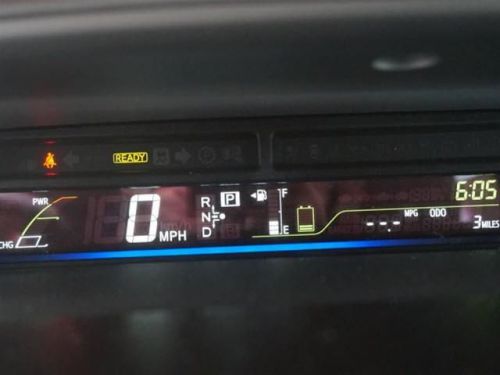 READY
PWR
CHG
0 MPH
R
N
D
P
B
F
E
6:05
MPG
ODO
--.-
3 MILES